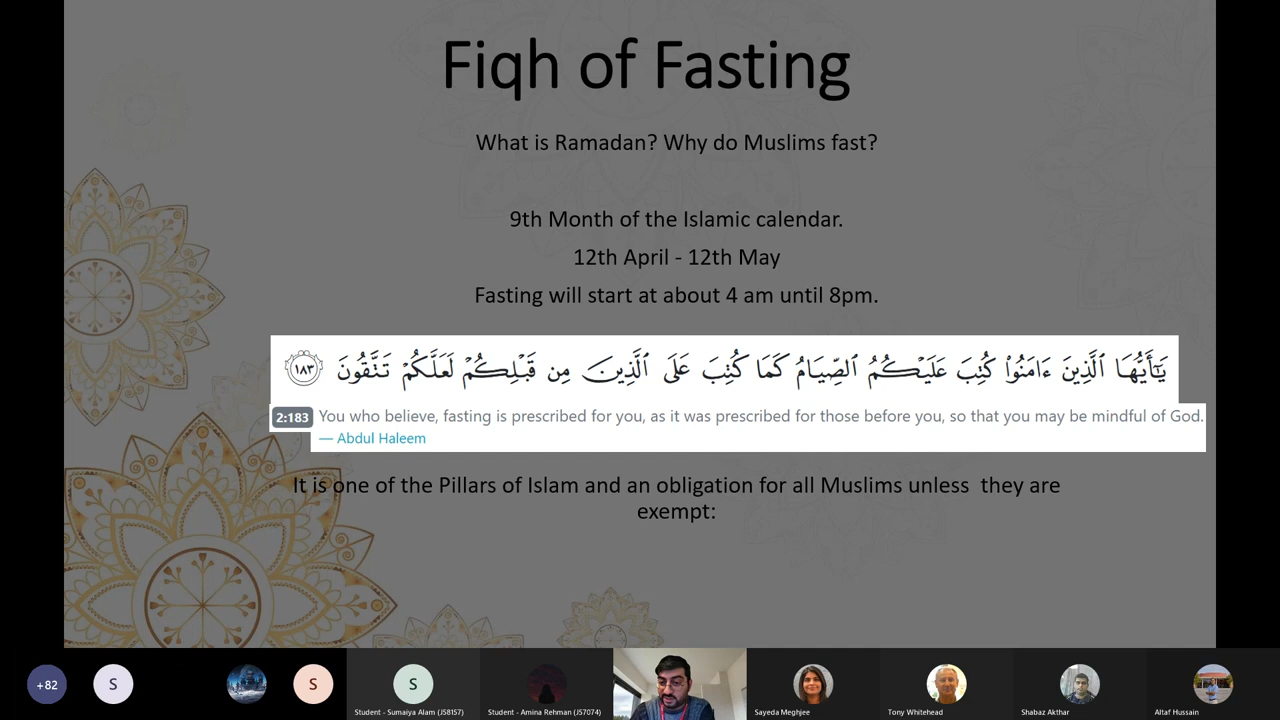 Fiqh of Fasting
What is Ramadan? Why do Muslims fast?
9th Month of the Islamic calendar.
12th April - 12th May
Fasting will start at about 4 am until 8pm.
يَـٰٓأَيُّهَا ٱلَّذِينَ ءَامَنُوا۟ كُتِبَ عَلَيْكُمُ ٱلصِّيَامُ كَمَا كُتِبَ عَلَى ٱلَّذِينَ مِن قَبْلِكُمْ لَعَلَّكُمْ تَتَّقُونَ ١٨٣
2:183 You who believe, fasting is prescribed for you, as it was prescribed for those before you, so that you may be mindful of God.
— Abdul Haleem
It is one of the Pillars of Islam and an obligation for all Muslims unless they are
exempt:
+82 S S S
Student - Sumaiya Alam (JS8157) Student - Amina Rehman (JS7074) Sayeda Meghjee Tony Whitehead Shabaz Akthar Altaf Hussain